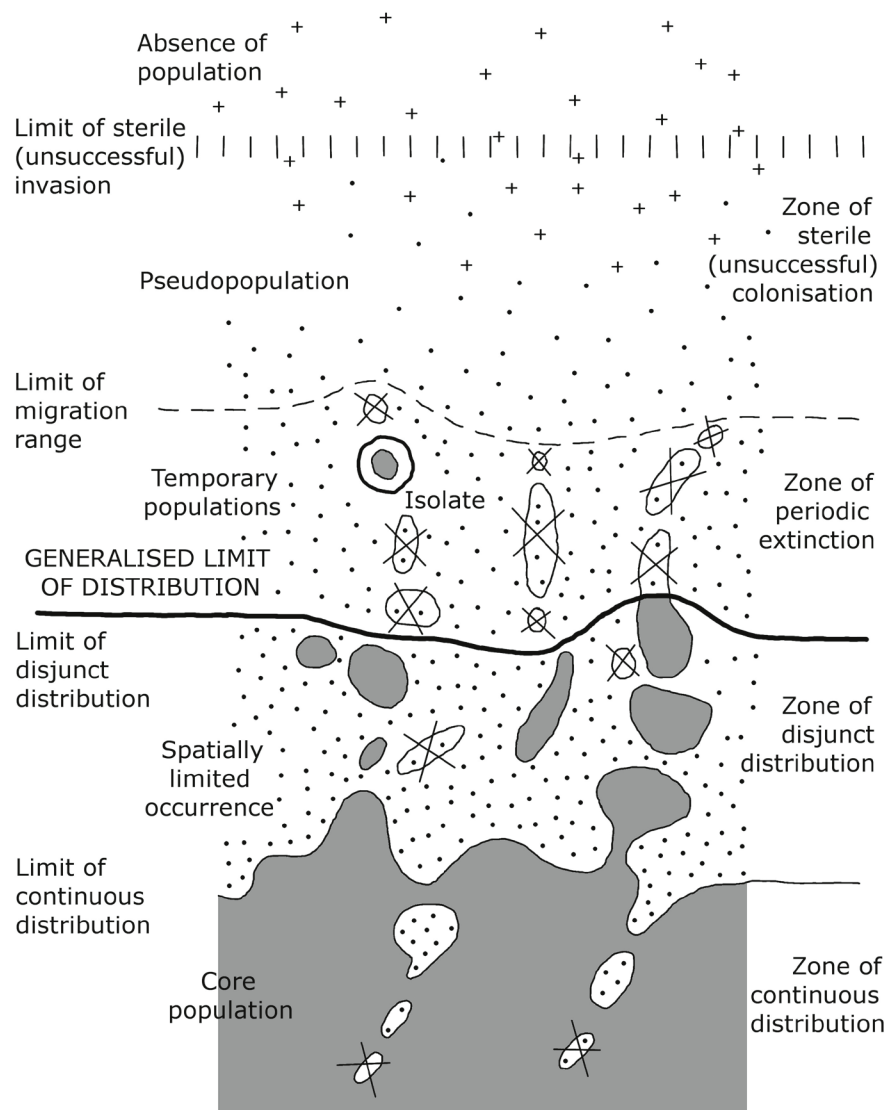 Absence of
population
Limit of sterile
(unsuccessful)
invasion
Zone of
sterile
(unsuccessful)
colonisation
Pseudopopulation
Limit of
migration
range
Temporary
populations
Isolate
Zone of
periodic
extinction
GENERALISED LIMIT
OF DISTRIBUTION
Limit of
disjunct
distribution
Zone of
disjunct
distribution
Spatially
limited
occurrence
Limit of
continuous
distribution
Core
population
Zone of
continuous
distribution